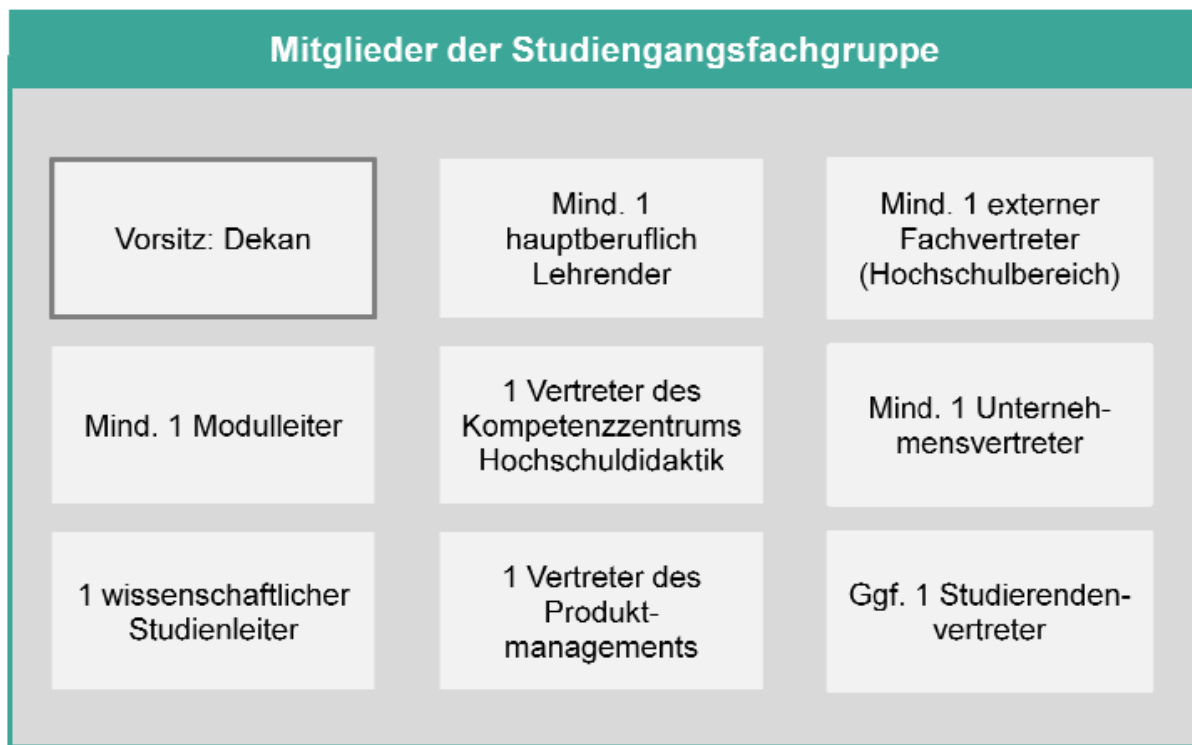 Mitglieder der Studiengangsfachgruppe
Vorsitz: Dekan
Mind. 1
hauptberuflich
Lehrender
Mind. 1 externer
Fachvertreter
(Hochschulbereich)
Mind. 1 Modulleiter
1 Vertreter des
Kompetenzzentrums
Hochschuldidaktik
Mind. 1 Unterneh-
mensvertreter
1 wissenschaftlicher
Studienleiter
1 Vertreter des
Produkt-
managements
Ggf. 1 Studierenden-
vertreter